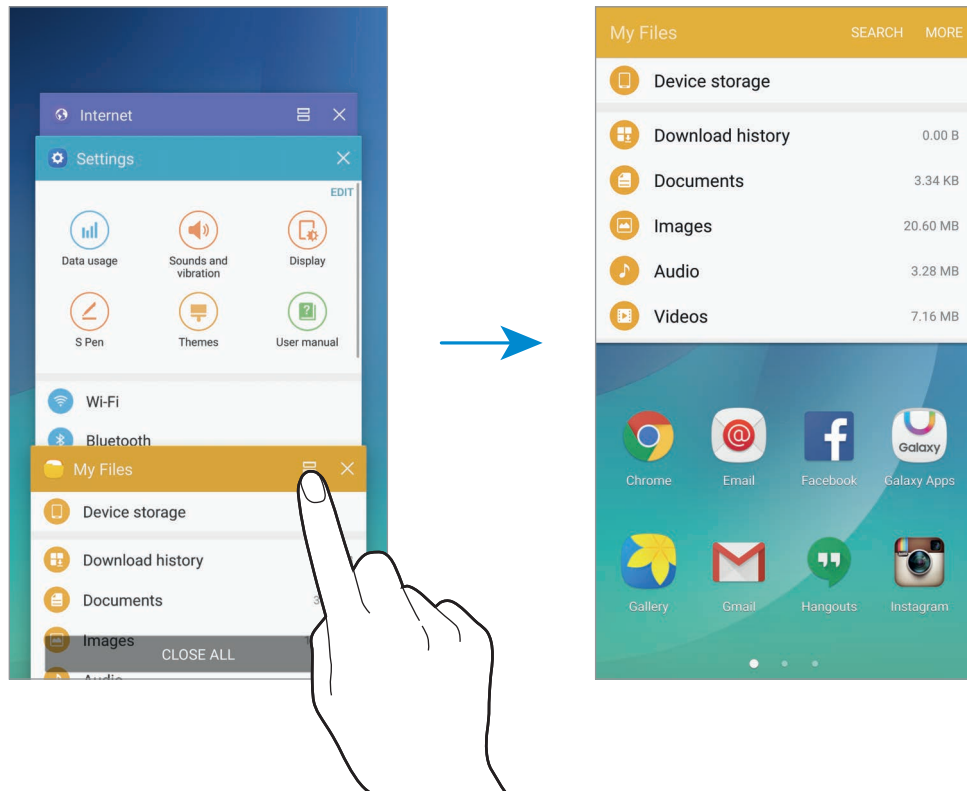 Internet
Settings
EDIT
Data usage
Sounds and
vibration
Display
S Pen
Themes
User manual
Wi-Fi
Bluetooth
My Files
Device storage
Download history
Documents
Images
CLOSE ALL
Audio
My Files SEARCH MORE
Device storage
Download history 0.00 B
Documents 3.34 KB
Images 20.60 MB
Audio 3.28 MB
Videos 7.16 MB
Galaxy
Chrome Email Facebook Galaxy Apps
Gallery Gmail Hangouts Instagram